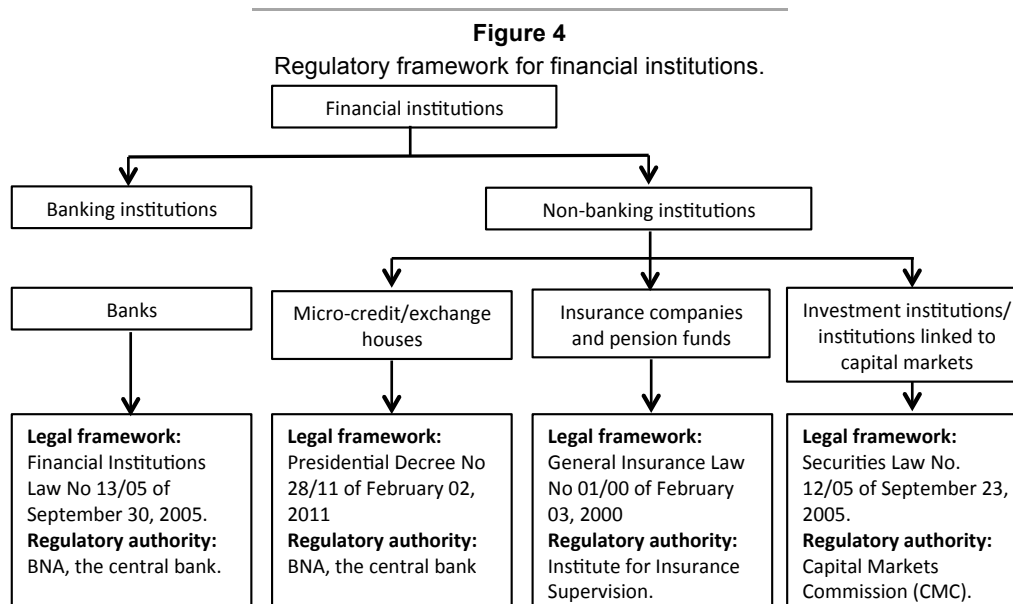 Figure 4
Regulatory framework for financial institutions.
Financial institutions
Banking institutions
Non-banking institutions
Banks
Micro-credit/exchange
houses
Insurance companies
and pension funds
Investment institutions/
institutions linked to
capital markets
Legal framework:
Financial Institutions
Law No 13/05 of
September 30, 2005.
Regulatory authority:
BNA, the central bank.
Legal framework:
Presidential Decree No
28/11 of February 02,
2011
Regulatory authority:
BNA, the central bank
Legal framework:
General Insurance Law
No 01/00 of February
03, 2000
Regulatory authority:
Institute for Insurance
Supervision.
Legal framework:
Securities Law No.
12/05 of September 23,
2005.
Regulatory authority:
Capital Markets
Commission (CMC).